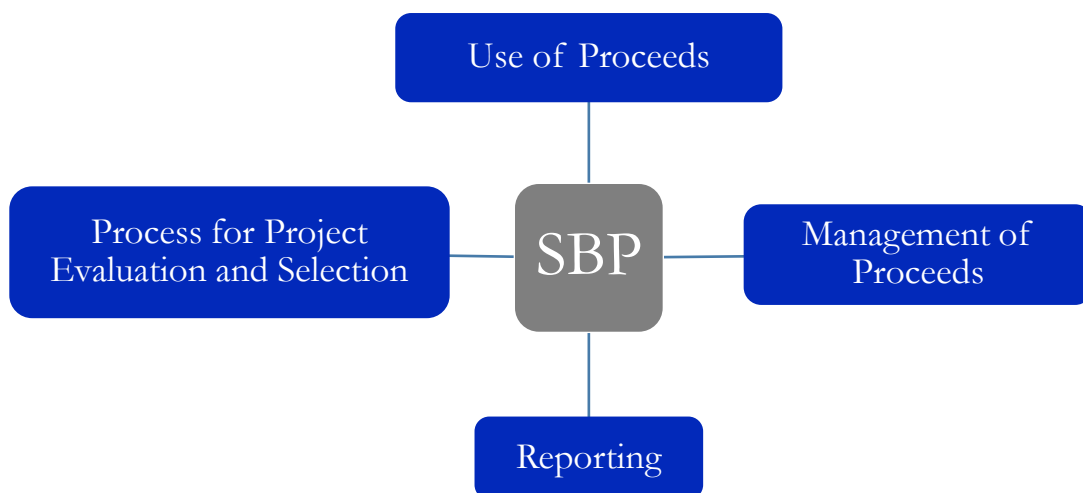 Use of Proceeds
Process for Project
Evaluation and Selection
SBP
Management of
Proceeds
Reporting